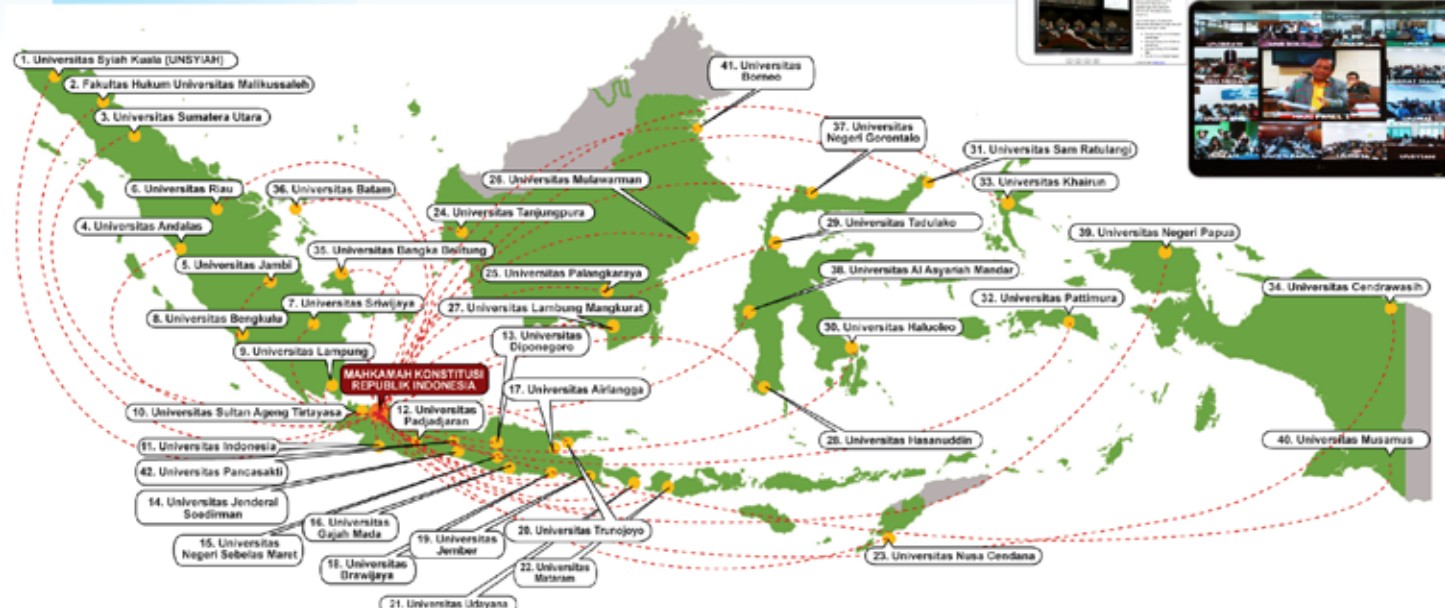 1. Universitas Syiah Kuala (UNSYIAH)
2. Fakultas Hukum Universitas Malikussaleh
3. Universitas Sumatera Utara
6. Universitas Riau
36. Universitas Batam
4. Universitas Andalas
5. Universitas Jambi
35. Universitas Bangka Belitung
7. Universitas Sriwijaya
8. Universitas Bengkulu
9. Universitas Lampung
MAHKAMAH KONSTITUSI
REPUBLIK INDONESIA
10. Universitas Sultan Ageng Tirtayasa
11. Universitas Indonesia
42. Universitas Pancasakti
12. Universitas
Padjadjaran
14. Universitas Jenderal
Soedirman
15. Universitas
Negeri Sebelas Maret
16. Universitas
Gajah Mada
13. Universitas
Diponegoro
17. Universitas Airlangga
18. Universitas
Brawijaya
19. Universitas
Jember
20. Universitas Trunojoyo
21. Universitas Udayana
22. Universitas
Mataram
23. Universitas Nusa Cendana
24. Universitas Tanjungpura
25. Universitas Palangkaraya
26. Universitas Mulawarman
27. Universitas Lambung Mangkurat
41. Universitas
Borneo
37. Universitas
Negeri Gorontalo
31. Universitas Sam Ratulangi
33. Universitas Khairun
29. Universitas Tadulako
38. Universitas Al Asyariah Mandar
30. Universitas Haluoleo
28. Universitas Hasanuddin
32. Universitas Pattimura
39. Universitas Negeri Papua
34. Universitas Cendrawasih
40. Universitas Musamus